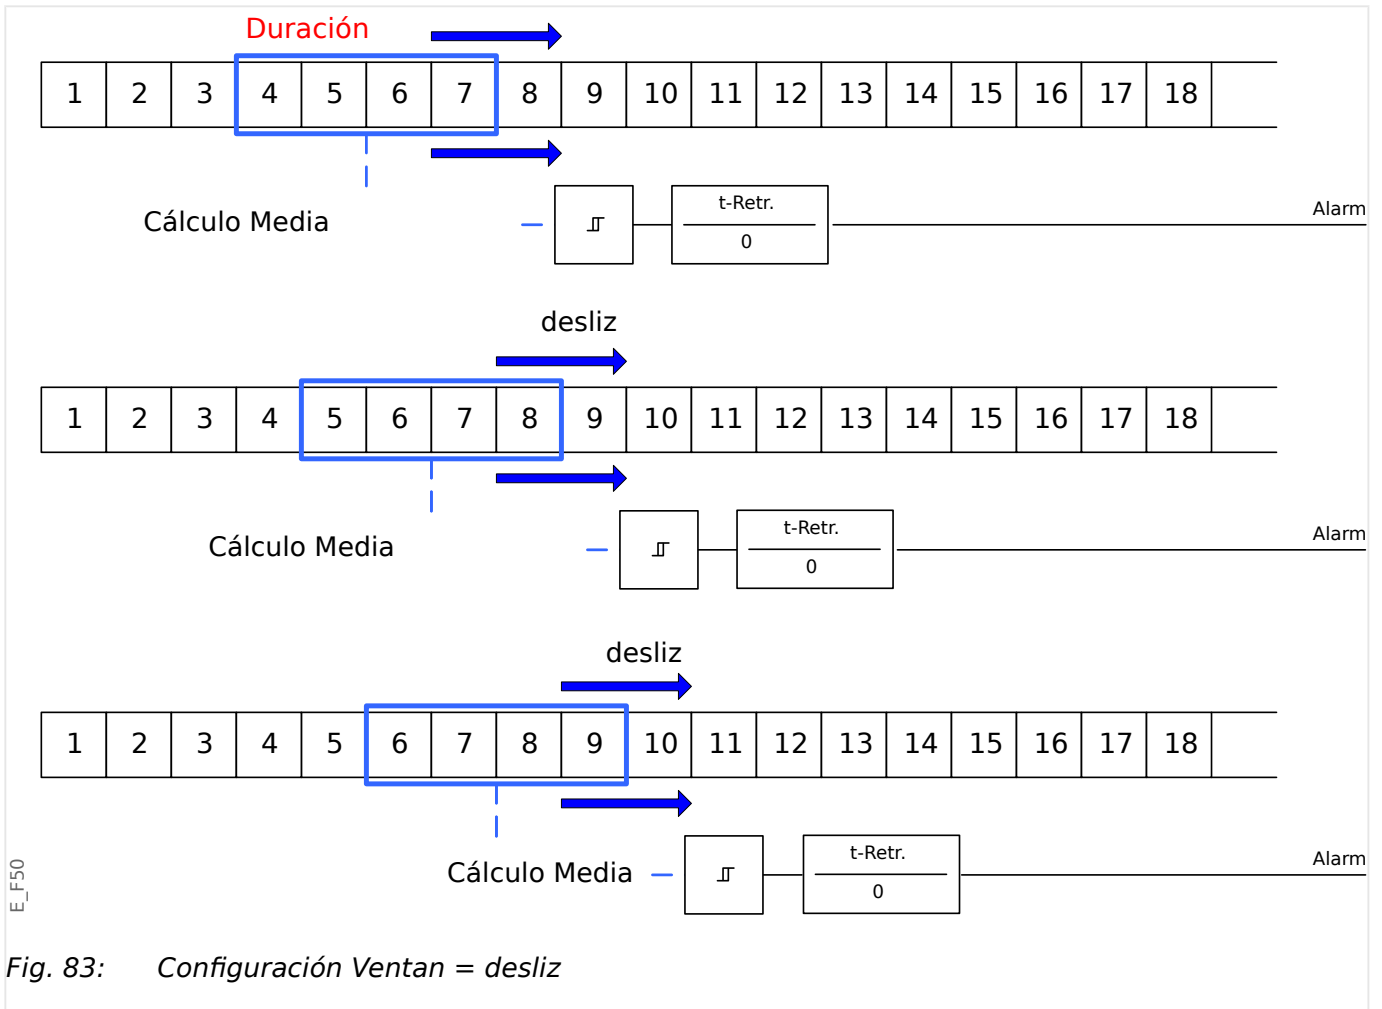 Duración
1 2 3 4 5 6 7 8 9 10 11 12 13 14 15 16 17 18
t-Retr.
Alarm
Cálculo Media
0
desliz
1 2 3 4 5 6 7 8 9 10 11 12 13 14 15 16 17 18
t-Retr.
Alarm
Cálculo Media
0
desliz
1 2 3 4 5 6 7 8 9 10 11 12 13 14 15 16 17 18
t-Retr.
Alarm
Cálculo Media
0
E_F50
Fig. 83: Configuración Ventan = desliz